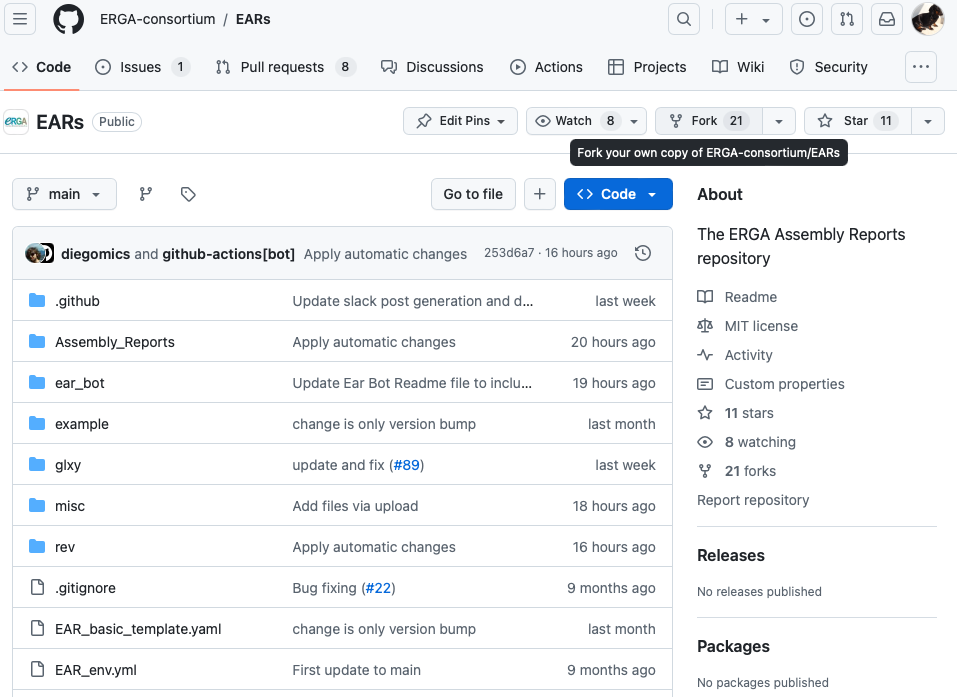 ERGA-consortium / EARs
Code Issues 1 Pull requests 8 Discussions Actions Projects Wiki Security
ERGA EARs Public Edit Pins Watch 8 Fork 21 Star 11
Fork your own copy of ERGA-consortium/EARs
main Go to file Code
diegomics and github-actions[bot] Apply automatic changes 253d6a7 · 16 hours ago
.github Update slack post generation and d... last week
Assembly_Reports Apply automatic changes 20 hours ago
ear_bot Update Ear Bot Readme file to inclu... 19 hours ago
example change is only version bump last month
glxy update and fix (#89) last week
misc Add files via upload 18 hours ago
rev Apply automatic changes 16 hours ago
.gitignore Bug fixing (#22) 9 months ago
EAR_basic_template.yaml change is only version bump last month
EAR_env.yml First update to main 9 months ago
About
The ERGA Assembly Reports
repository
Readme
MIT license
Activity
Custom properties
11 stars
8 watching
21 forks
Report repository
Releases
No releases published
Packages
No packages published